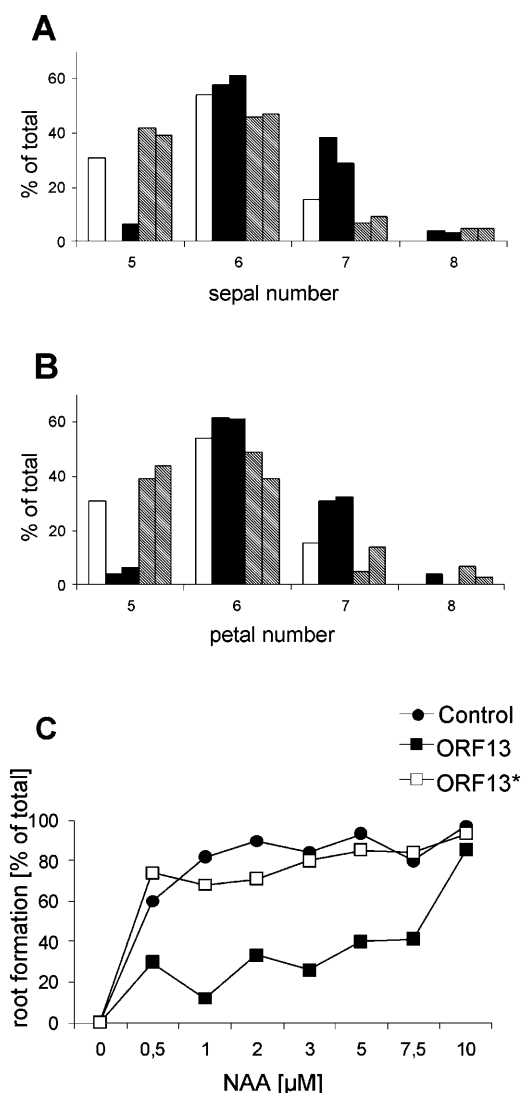 A
% of total
60
40
20
0
5 6 7 8
sepal number
B
% of total
60
40
20
0
5 6 7 8
petal number
C
Control
ORF13
ORF13*
root formation [% of total]
100
80
60
40
20
0
0 0,5 1 2 3 5 7,5 10
NAA [µM]